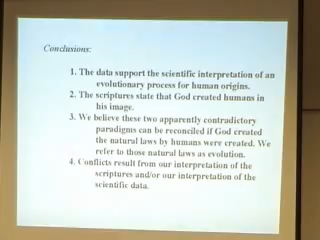 Conclusions:
1. The data support the scientific interpretation of an
evolutionary process for human origins.
2. The scriptures state that God created humans in
his image.
3. We believe these two apparently contradictory
paradigms can be reconciled if God created
the natural laws by humans were created. We
refer to those natural laws as evolution.
4. Conflicts result from our interpretation of the
scriptures and/or our interpretation of the
scientific data.